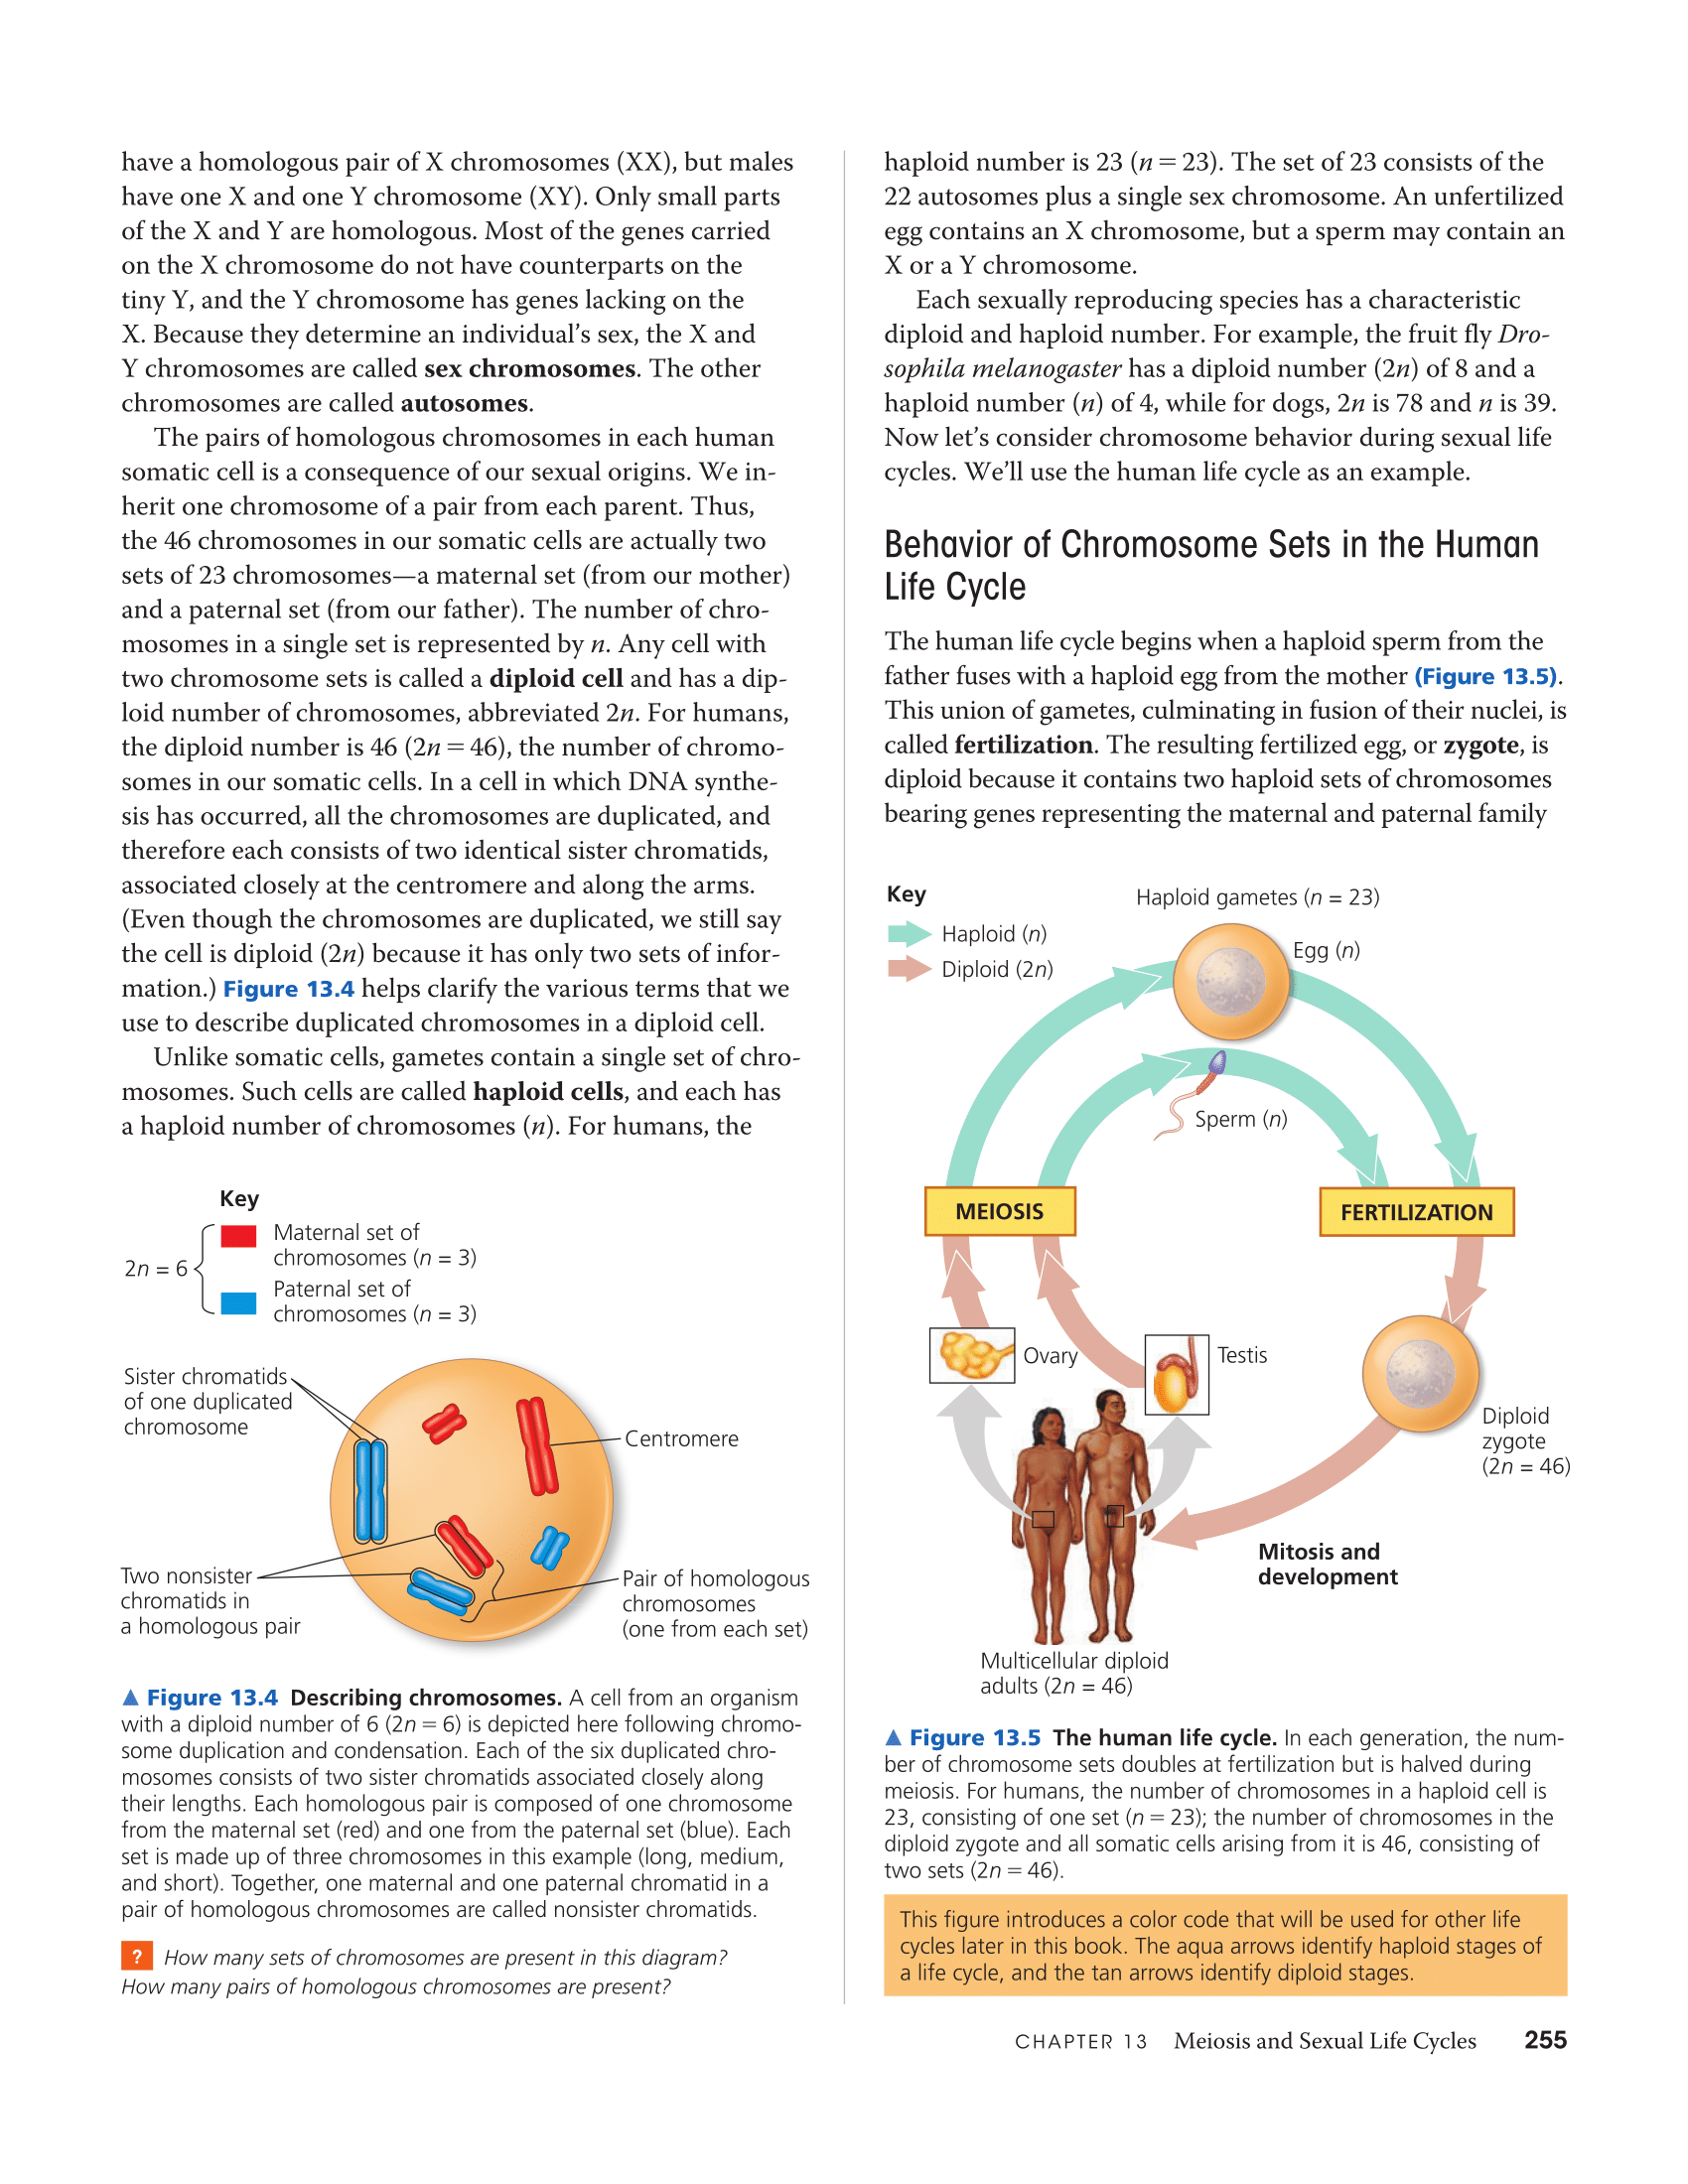 have a homologous pair of X chromosomes (XX), but males
have one X and one Y chromosome (XY). Only small parts
of the X and Y are homologous. Most of the genes carried
on the X chromosome do not have counterparts on the
tiny Y, and the Y chromosome has genes lacking on the
X. Because they determine an individual's sex, the X and
Y chromosomes are called sex chromosomes. The other
chromosomes are called autosomes.
The pairs of homologous chromosomes in each human
somatic cell is a consequence of our sexual origins. We in-
herit one chromosome of a pair from each parent. Thus,
the 46 chromosomes in our somatic cells are actually two
sets of 23 chromosomes—a maternal set (from our mother)
and a paternal set (from our father). The number of chro-
mosomes in a single set is represented by n. Any cell with
two chromosome sets is called a diploid cell and has a dip-
loid number of chromosomes, abbreviated 2n. For humans,
the diploid number is 46 (2n = 46), the number of chromo-
somes in our somatic cells. In a cell in which DNA synthe-
sis has occurred, all the chromosomes are duplicated, and
therefore each consists of two identical sister chromatids,
associated closely at the centromere and along the arms.
(Even though the chromosomes are duplicated, we still say
the cell is diploid (2n) because it has only two sets of infor-
mation.) Figure 13.4 helps clarify the various terms that we
use to describe duplicated chromosomes in a diploid cell.
Unlike somatic cells, gametes contain a single set of chro-
mosomes. Such cells are called haploid cells, and each has
a haploid number of chromosomes (n). For humans, the
Key
2n = 6
Maternal set of
chromosomes (n = 3)
Paternal set of
chromosomes (n = 3)
Sister chromatids
of one duplicated
chromosome
Centromere
Two nonsister
chromatids in
a homologous pair
Pair of homologous
chromosomes
(one from each set)
▲ Figure 13.4 Describing chromosomes. A cell from an organism
with a diploid number of 6 (2n = 6) is depicted here following chromo-
some duplication and condensation. Each of the six duplicated chro-
mosomes consists of two sister chromatids associated closely along
their lengths. Each homologous pair is composed of one chromosome
from the maternal set (red) and one from the paternal set (blue). Each
set is made up of three chromosomes in this example (long, medium,
and short). Together, one maternal and one paternal chromatid in a
pair of homologous chromosomes are called nonsister chromatids.
? How many sets of chromosomes are present in this diagram?
How many pairs of homologous chromosomes are present?
haploid number is 23 (n = 23). The set of 23 consists of the
22 autosomes plus a single sex chromosome. An unfertilized
egg contains an X chromosome, but a sperm may contain an
X or a Y chromosome.
Each sexually reproducing species has a characteristic
diploid and haploid number. For example, the fruit fly Dro-
sophila melanogaster has a diploid number (2n) of 8 and a
haploid number (n) of 4, while for dogs, 2n is 78 and n is 39.
Now let's consider chromosome behavior during sexual life
cycles. We'll use the human life cycle as an example.
Behavior of Chromosome Sets in the Human
Life Cycle
The human life cycle begins when a haploid sperm from the
father fuses with a haploid egg from the mother (Figure 13.5).
This union of gametes, culminating in fusion of their nuclei, is
called fertilization. The resulting fertilized egg, or zygote, is
diploid because it contains two haploid sets of chromosomes
bearing genes representing the maternal and paternal family
Key
Haploid (n)
Diploid (2n)
Haploid gametes (n = 23)
Egg (n)
Sperm (n)
MEIOSIS
FERTILIZATION
Ovary
Testis
Diploid
zygote
(2n = 46)
Mitosis and
development
Multicellular diploid
adults (2n = 46)
▲ Figure 13.5 The human life cycle. In each generation, the num-
ber of chromosome sets doubles at fertilization but is halved during
meiosis. For humans, the number of chromosomes in a haploid cell is
23, consisting of one set (n = 23); the number of chromosomes in the
diploid zygote and all somatic cells arising from it is 46, consisting of
two sets (2n = 46).
This figure introduces a color code that will be used for other life
cycles later in this book. The aqua arrows identify haploid stages of
a life cycle, and the tan arrows identify diploid stages.
CHAPTER 13 Meiosis and Sexual Life Cycles 255